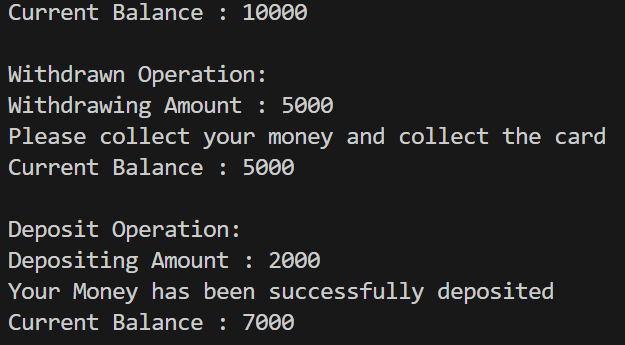 Current Balance : 10000
Withdrawn Operation:
Withdrawing Amount : 5000
Please collect your money and collect the card
Current Balance : 5000
Deposit Operation:
Depositing Amount : 2000
Your Money has been successfully deposited
Current Balance : 7000